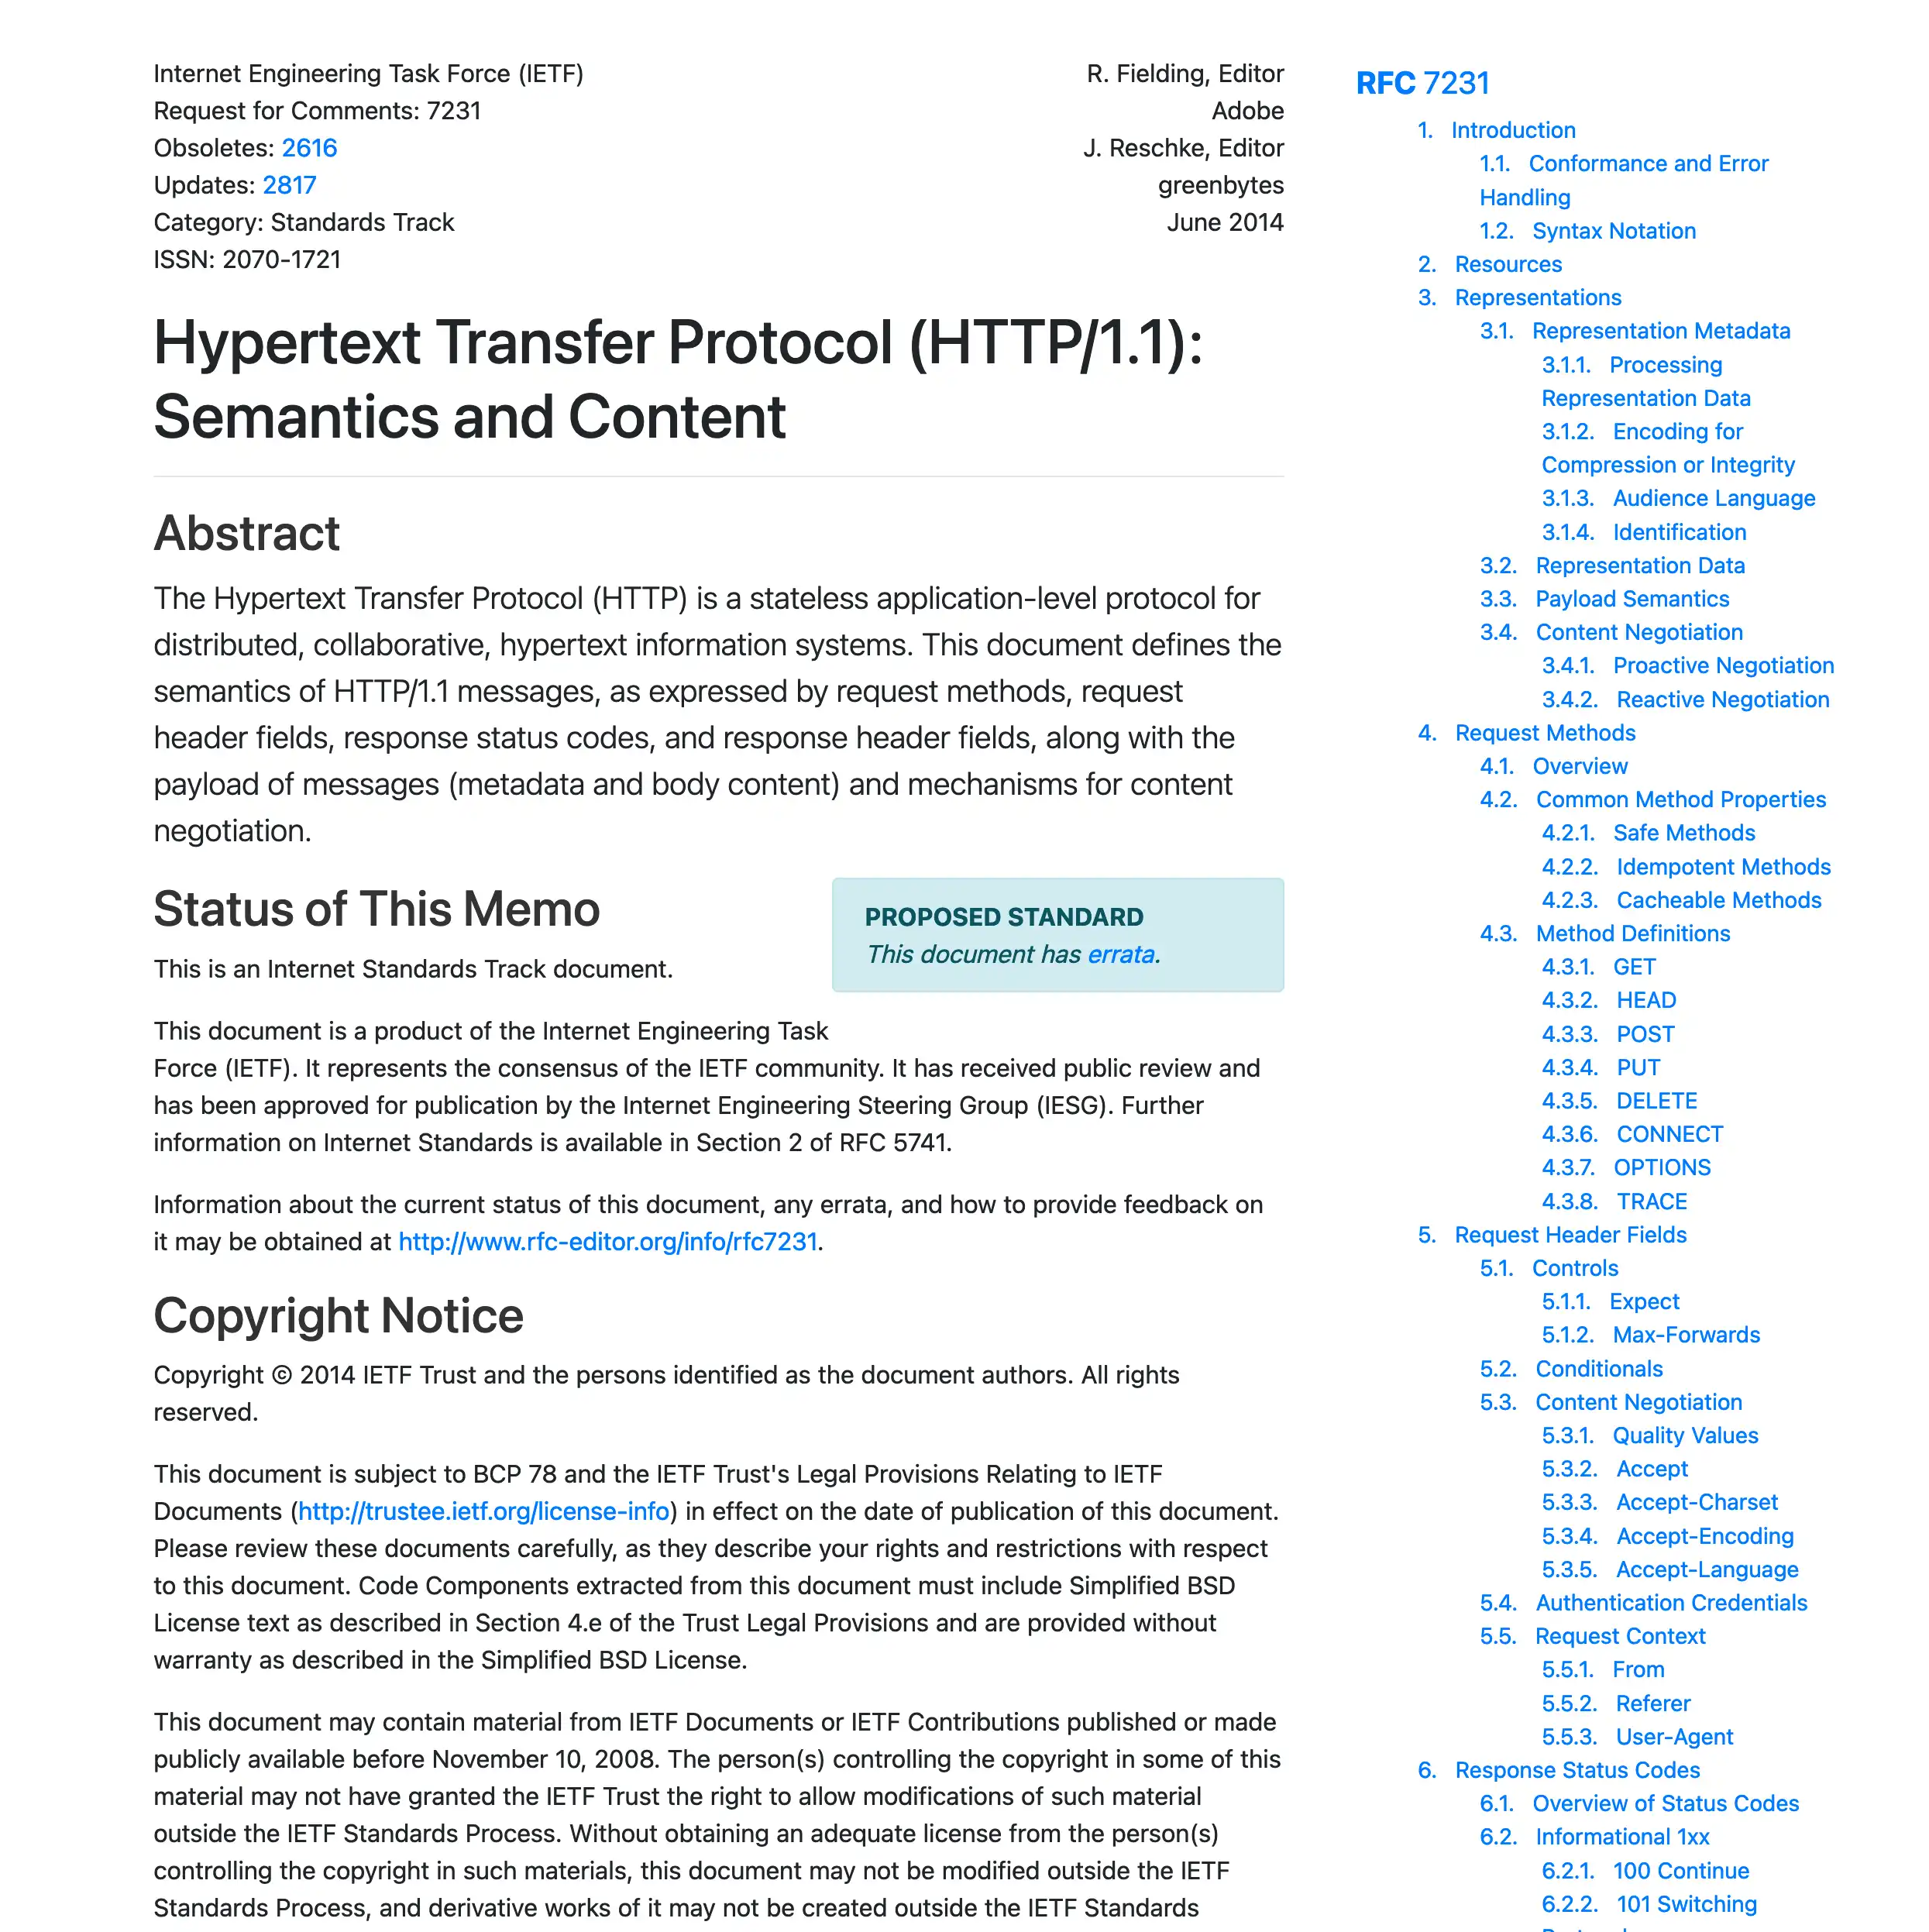 Internet Engineering Task Force (IETF)
Request for Comments: 7231
Obsoletes: 2616
Updates: 2817
Category: Standards Track
ISSN: 2070-1721
R. Fielding, Editor
Adobe
J. Reschke, Editor
greenbytes
June 2014
Hypertext Transfer Protocol (HTTP/1.1):
Semantics and Content
Abstract
The Hypertext Transfer Protocol (HTTP) is a stateless application-level protocol for
distributed, collaborative, hypertext information systems. This document defines the
semantics of HTTP/1.1 messages, as expressed by request methods, request
header fields, response status codes, and response header fields, along with the
payload of messages (metadata and body content) and mechanisms for content
negotiation.
Status of This Memo
PROPOSED STANDARD
This document has errata.
This is an Internet Standards Track document.
This document is a product of the Internet Engineering Task
Force (IETF). It represents the consensus of the IETF community. It has received public review and
has been approved for publication by the Internet Engineering Steering Group (IESG). Further
information on Internet Standards is available in Section 2 of RFC 5741.
Information about the current status of this document, any errata, and how to provide feedback on
it may be obtained at http://www.rfc-editor.org/info/rfc7231.
Copyright Notice
Copyright © 2014 IETF Trust and the persons identified as the document authors. All rights
reserved.
This document is subject to BCP 78 and the IETF Trust's Legal Provisions Relating to IETF
Documents (http://trustee.ietf.org/license-info) in effect on the date of publication of this document.
Please review these documents carefully, as they describe your rights and restrictions with respect
to this document. Code Components extracted from this document must include Simplified BSD
License text as described in Section 4.e of the Trust Legal Provisions and are provided without
warranty as described in the Simplified BSD License.
This document may contain material from IETF Documents or IETF Contributions published or made
publicly available before November 10, 2008. The person(s) controlling the copyright in some of this
material may not have granted the IETF Trust the right to allow modifications of such material
outside the IETF Standards Process. Without obtaining an adequate license from the person(s)
controlling the copyright in such materials, this document may not be modified outside the IETF
Standards Process, and derivative works of it may not be created outside the IETF Standards
RFC 7231
1. Introduction
1.1. Conformance and Error
Handling
1.2. Syntax Notation
2. Resources
3. Representations
3.1. Representation Metadata
3.1.1. Processing
Representation Data
3.1.2. Encoding for
Compression or Integrity
3.1.3. Audience Language
3.1.4. Identification
3.2. Representation Data
3.3. Payload Semantics
3.4. Content Negotiation
3.4.1. Proactive Negotiation
3.4.2. Reactive Negotiation
4. Request Methods
4.1. Overview
4.2. Common Method Properties
4.2.1. Safe Methods
4.2.2. Idempotent Methods
4.2.3. Cacheable Methods
4.3. Method Definitions
4.3.1. GET
4.3.2. HEAD
4.3.3. POST
4.3.4. PUT
4.3.5. DELETE
4.3.6. CONNECT
4.3.7. OPTIONS
4.3.8. TRACE
5. Request Header Fields
5.1. Controls
5.1.1. Expect
5.1.2. Max-Forwards
5.2. Conditionals
5.3. Content Negotiation
5.3.1. Quality Values
5.3.2. Accept
5.3.3. Accept-Charset
5.3.4. Accept-Encoding
5.3.5. Accept-Language
5.4. Authentication Credentials
5.5. Request Context
5.5.1. From
5.5.2. Referer
5.5.3. User-Agent
6. Response Status Codes
6.1. Overview of Status Codes
6.2. Informational 1xx
6.2.1. 100 Continue
6.2.2. 101 Switching